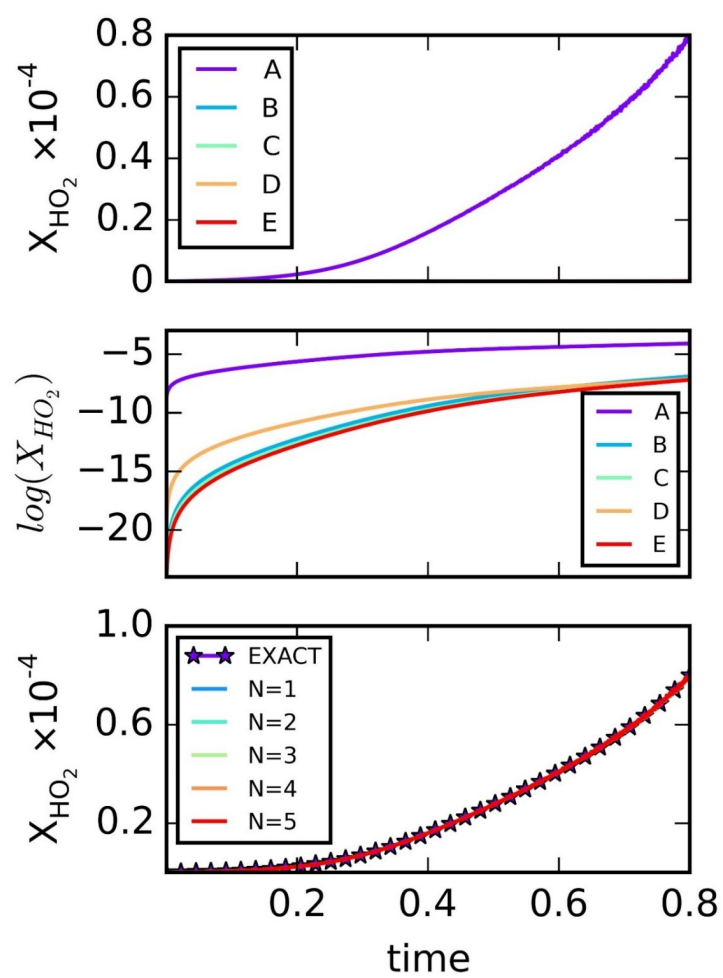 X_HO₂ ×10⁻⁴
0.8
0.6
0.4
0.2
0
A
B
C
D
E
log(X_HO₂)
−5
−10
−15
−20
A
B
C
D
E
X_HO₂ ×10⁻⁴
1.0
0.6
0.2
EXACT
N=1
N=2
N=3
N=4
N=5
0.2 0.4 0.6 0.8
time